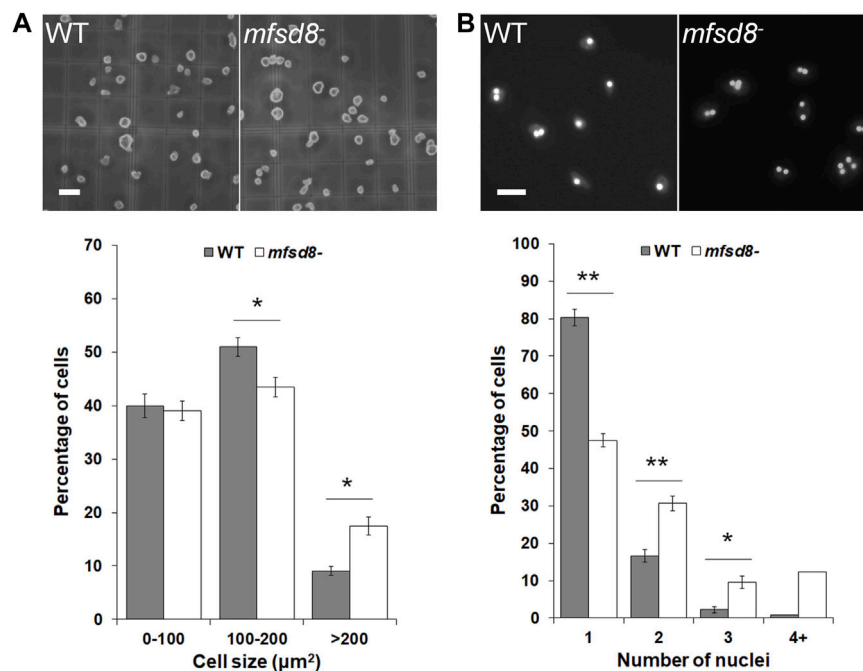 A
WT
mfsd8-
70
60
50
40
30
20
10
0
Percentage of cells
WT mfsd8-
*
*
0-100 100-200 >200
Cell size (µm²)
B
WT
mfsd8-
100
90
80
70
60
50
40
30
20
10
0
Percentage of cells
WT mfsd8-
**
**
*
1 2 3 4+
Number of nuclei